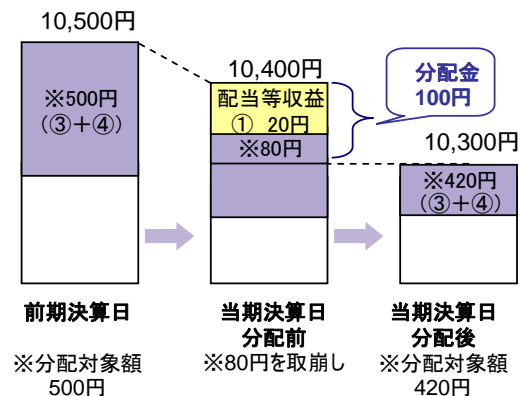 10,500円
※500円
(③+④)
10,400円
配当等収益
① 20円
※80円
分配金
100円
10,300円
※420円
(③+④)
前期決算日
※分配対象額
500円
当期決算日
分配前
※80円を取崩し
当期決算日
分配後
※分配対象額
420円